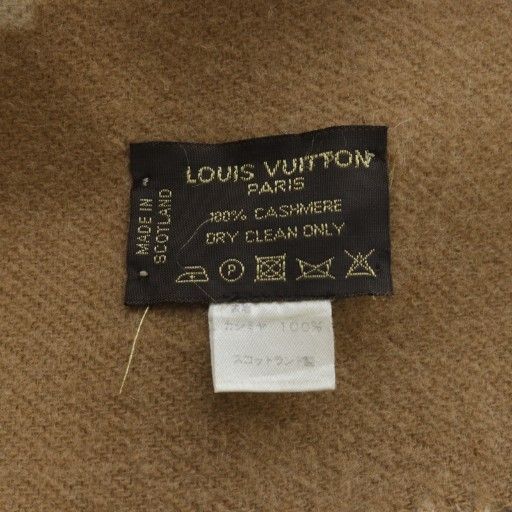 LOUIS VUITTON
PARIS
100% CASHMERE
DRY CLEAN ONLY
MADE IN
SCOTLAND
P
カシミヤ 100%
スコットランド製